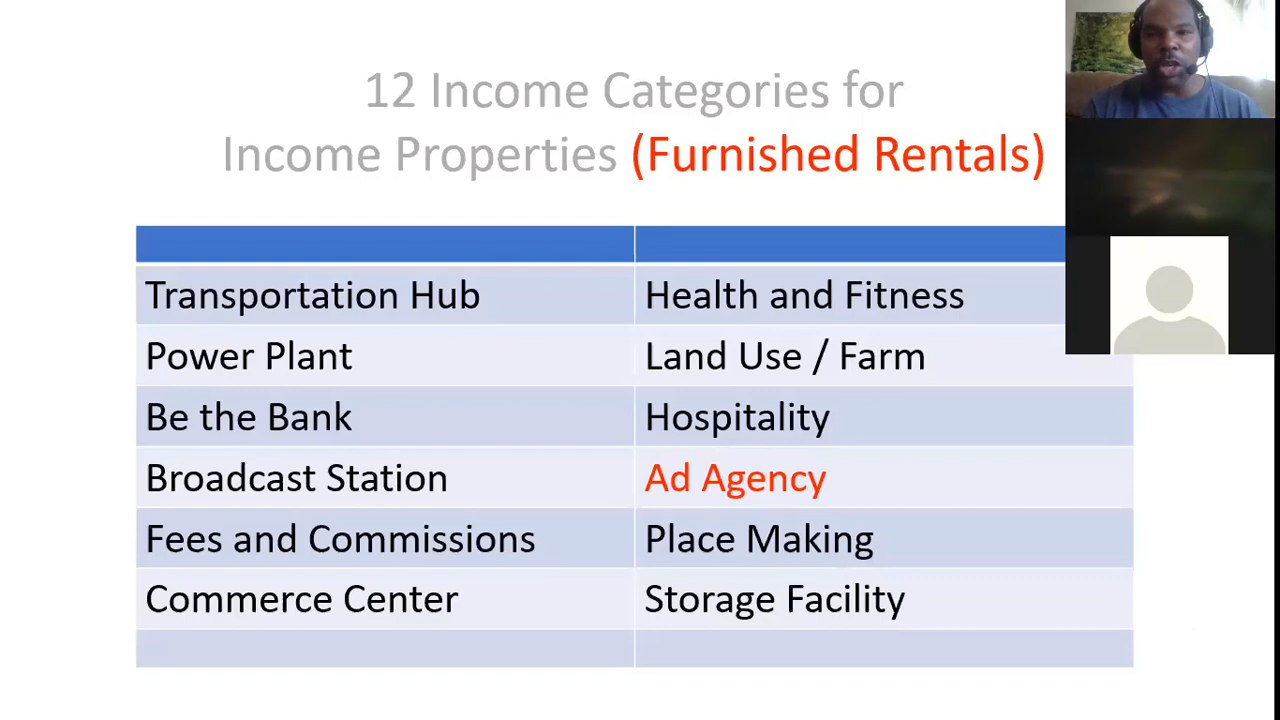 12 Income Categories for
Income Properties (Furnished Rentals)
Transportation Hub
Health and Fitness
Power Plant
Land Use / Farm
Be the Bank
Hospitality
Broadcast Station
Ad Agency
Fees and Commissions
Place Making
Commerce Center
Storage Facility